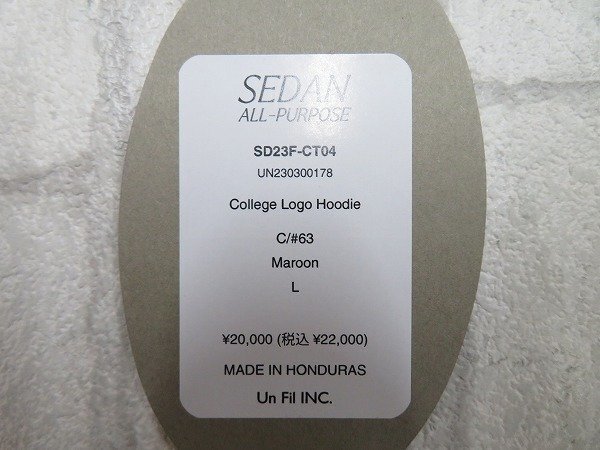 SEDAN
ALL-PURPOSE
SD23F-CT04
UN230300178
College Logo Hoodie
C/#63
Maroon
L
¥20,000 (税込 ¥22,000)
MADE IN HONDURAS
Un Fil INC.